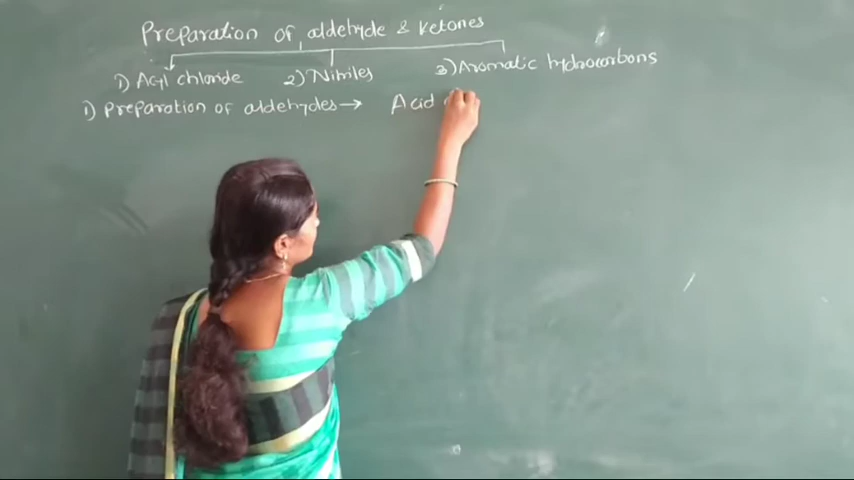 Preparation of aldehyde & Ketones
1) Acyl chloride 2) Nitriles 3) Aromatic hydrocarbons
1) Preparation of aldehydes → Acid